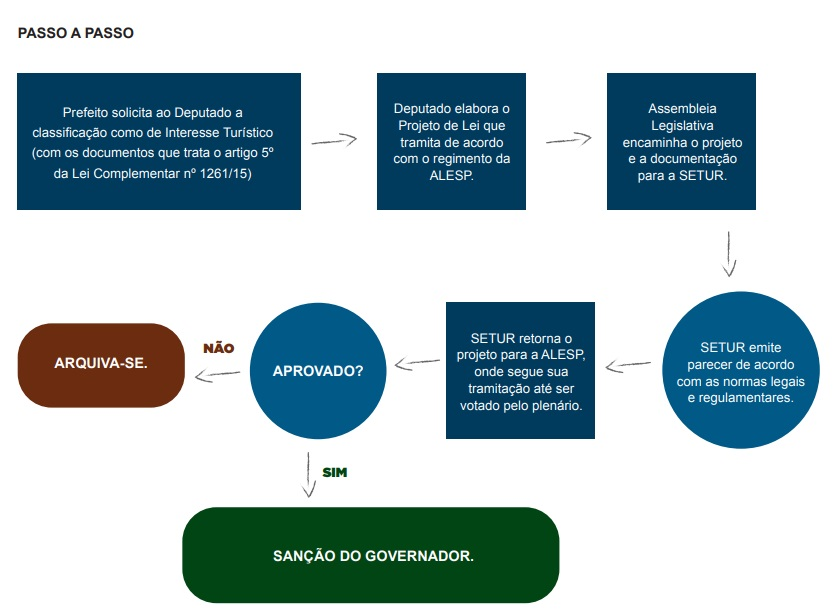 PASSO A PASSO
Prefeito solicita ao Deputado a
classificação como de Interesse Turístico
(com os documentos que trata o artigo 5º
da Lei Complementar nº 1261/15)
Deputado elabora o
Projeto de Lei que
tramita de acordo
com o regimento da
ALESP.
Assembleia
Legislativa
encaminha o projeto
e a documentação
para a SETUR.
SETUR emite
parecer de acordo
com as normas legais
e regulamentares.
SETUR retorna o
projeto para a ALESP,
onde segue sua
tramitação até ser
votado pelo plenário.
APROVADO?
NÃO
ARQUIVA-SE.
SIM
SANÇÃO DO GOVERNADOR.